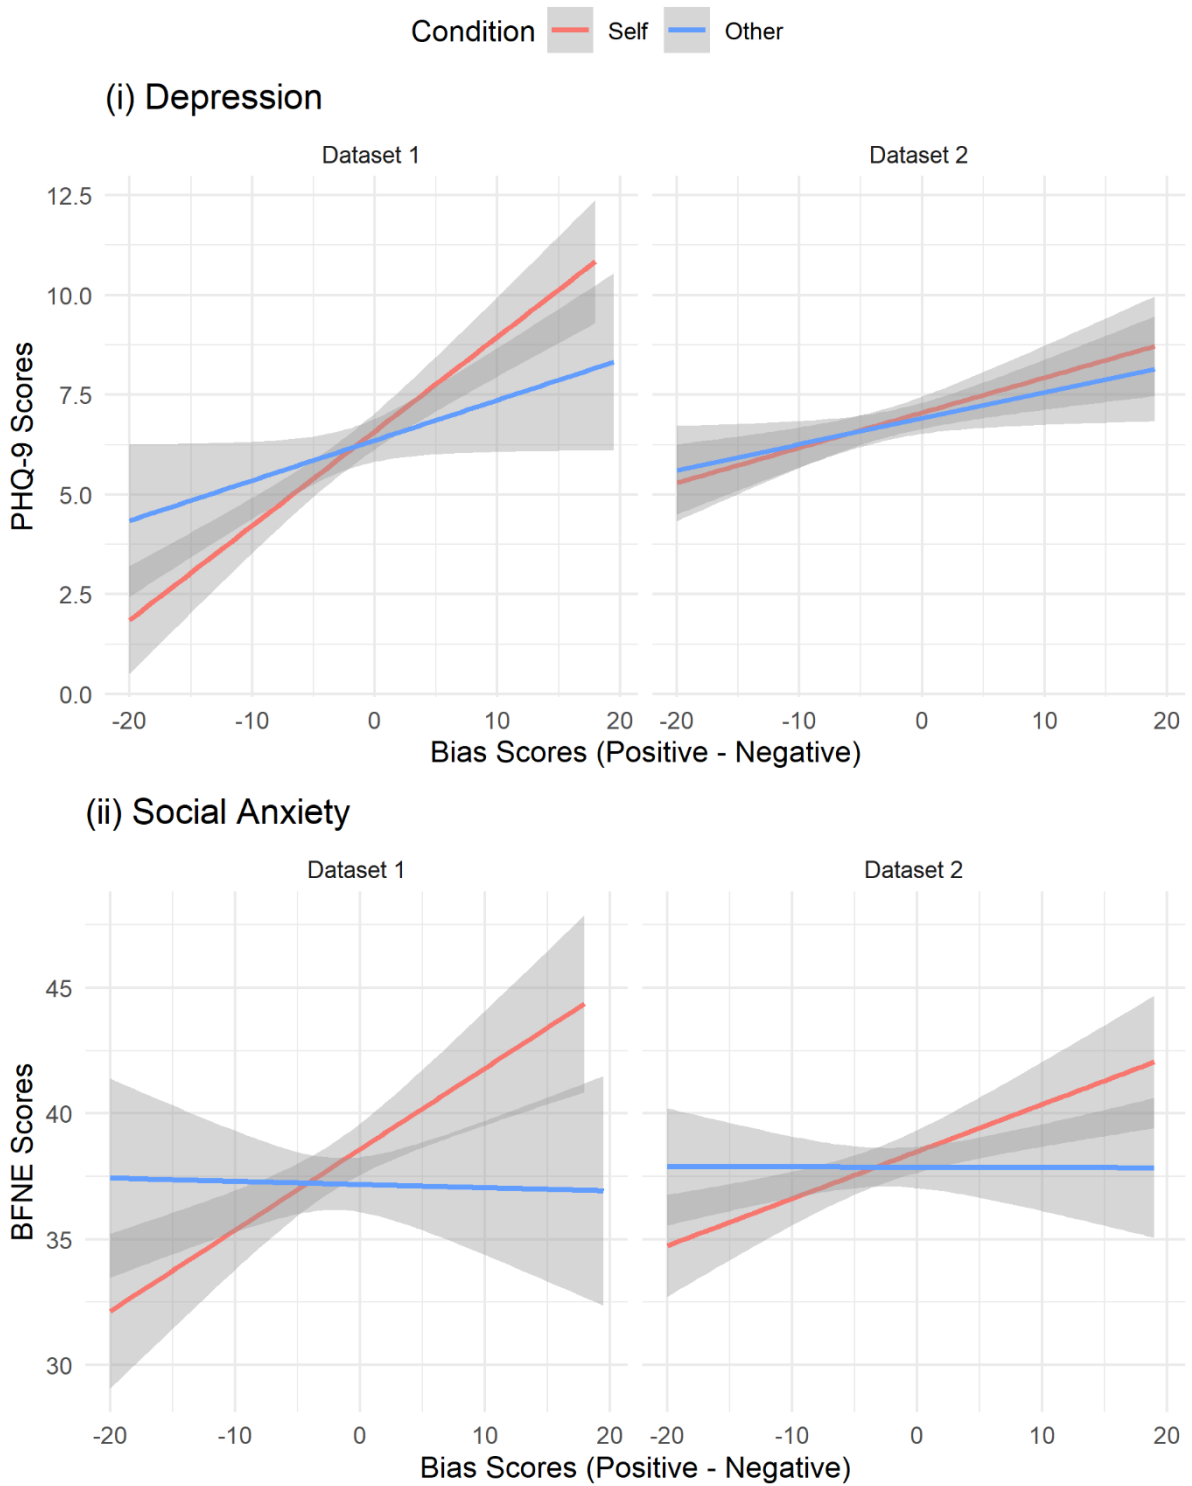 Condition Self Other
(i) Depression
Dataset 1 Dataset 2
12.5
10.0
7.5
5.0
2.5
0.0
PHQ-9 Scores
-20 -10 0 10 20 -20 -10 0 10 20
Bias Scores (Positive - Negative)
(ii) Social Anxiety
Dataset 1 Dataset 2
45
40
35
30
BFNE Scores
-20 -10 0 10 20 -20 -10 0 10 20
Bias Scores (Positive - Negative)